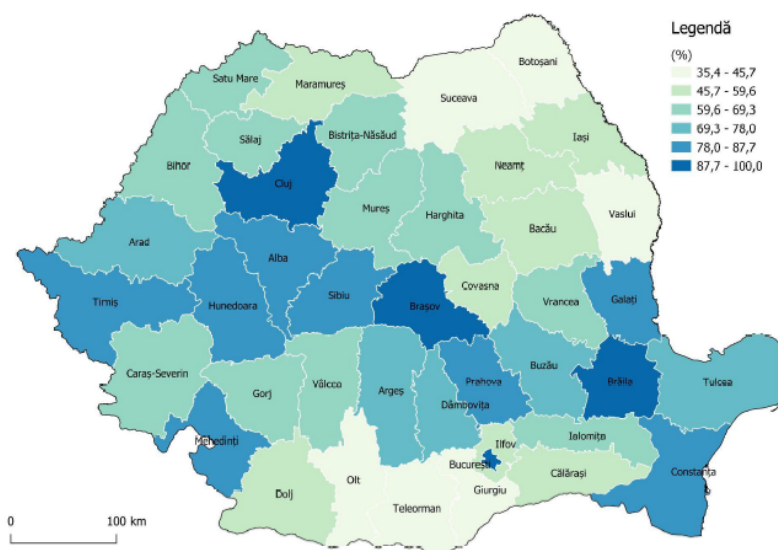 Legendă
(%)
35,4 - 45,7
45,7 - 59,6
59,6 - 69,3
69,3 - 78,0
78,0 - 87,7
87,7 - 100,0
Botoșani
Satu Mare
Maramureș
Suceava
Iași
Sălaj
Bistrița-Năsăud
Bihor
Neamț
Cluj
Mureș
Harghita
Vaslui
Bacău
Arad
Alba
Covasna
Timiș
Hunedoara
Sibiu
Brașov
Vrancea
Galați
Caraș-Severin
Gorj
Vâlcco
Argeș
Prahova
Buzău
Brăila
Tulcea
Dâmbovița
Mehedinți
Ilfov
Ialomița
București
Constanța
Olt
Călărași
Dolj
Giurgiu
Teleorman
0 100 km